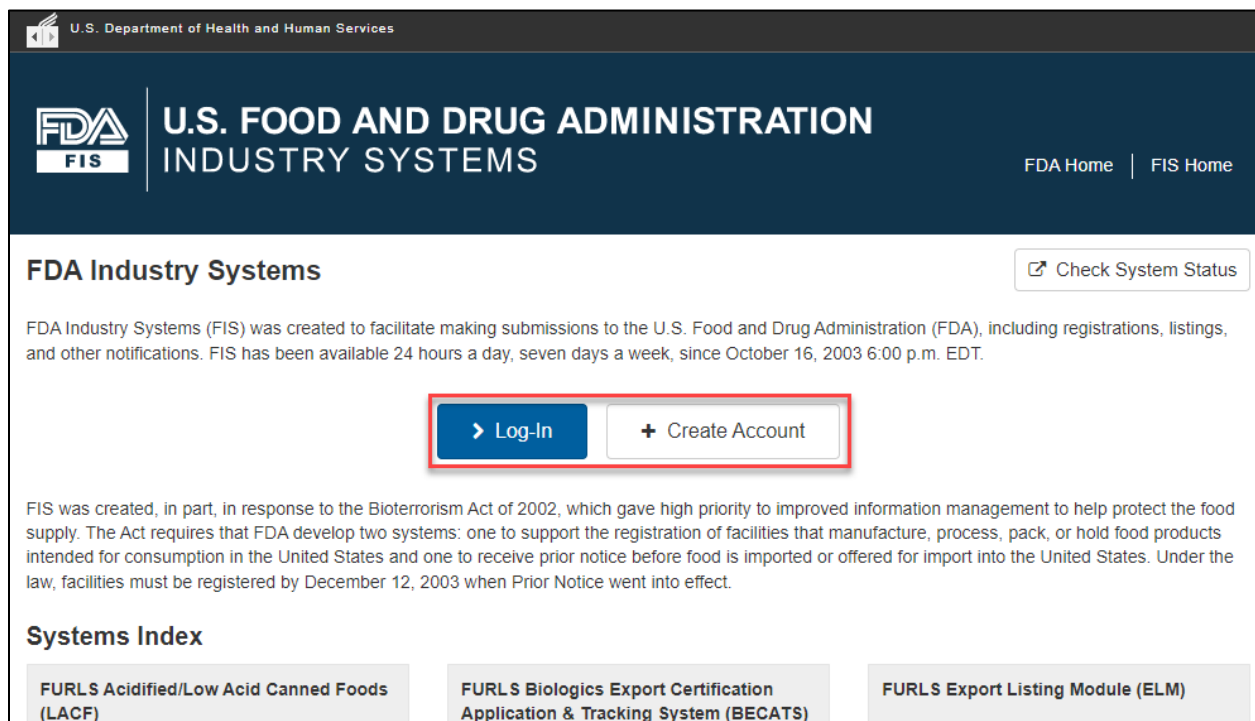 U.S. Department of Health and Human Services
FDA
FIS
U.S. FOOD AND DRUG ADMINISTRATION
INDUSTRY SYSTEMS
FDA Home
FIS Home
FDA Industry Systems
Check System Status
FDA Industry Systems (FIS) was created to facilitate making submissions to the U.S. Food and Drug Administration (FDA), including registrations, listings,
and other notifications. FIS has been available 24 hours a day, seven days a week, since October 16, 2003 6:00 p.m. EDT.
Log-In
+ Create Account
FIS was created, in part, in response to the Bioterrorism Act of 2002, which gave high priority to improved information management to help protect the food
supply. The Act requires that FDA develop two systems: one to support the registration of facilities that manufacture, process, pack, or hold food products
intended for consumption in the United States and one to receive prior notice before food is imported or offered for import into the United States. Under the
law, facilities must be registered by December 12, 2003 when Prior Notice went into effect.
Systems Index
FURLS Acidified/Low Acid Canned Foods
(LACF)
FURLS Biologics Export Certification
Application & Tracking System (BECATS)
FURLS Export Listing Module (ELM)